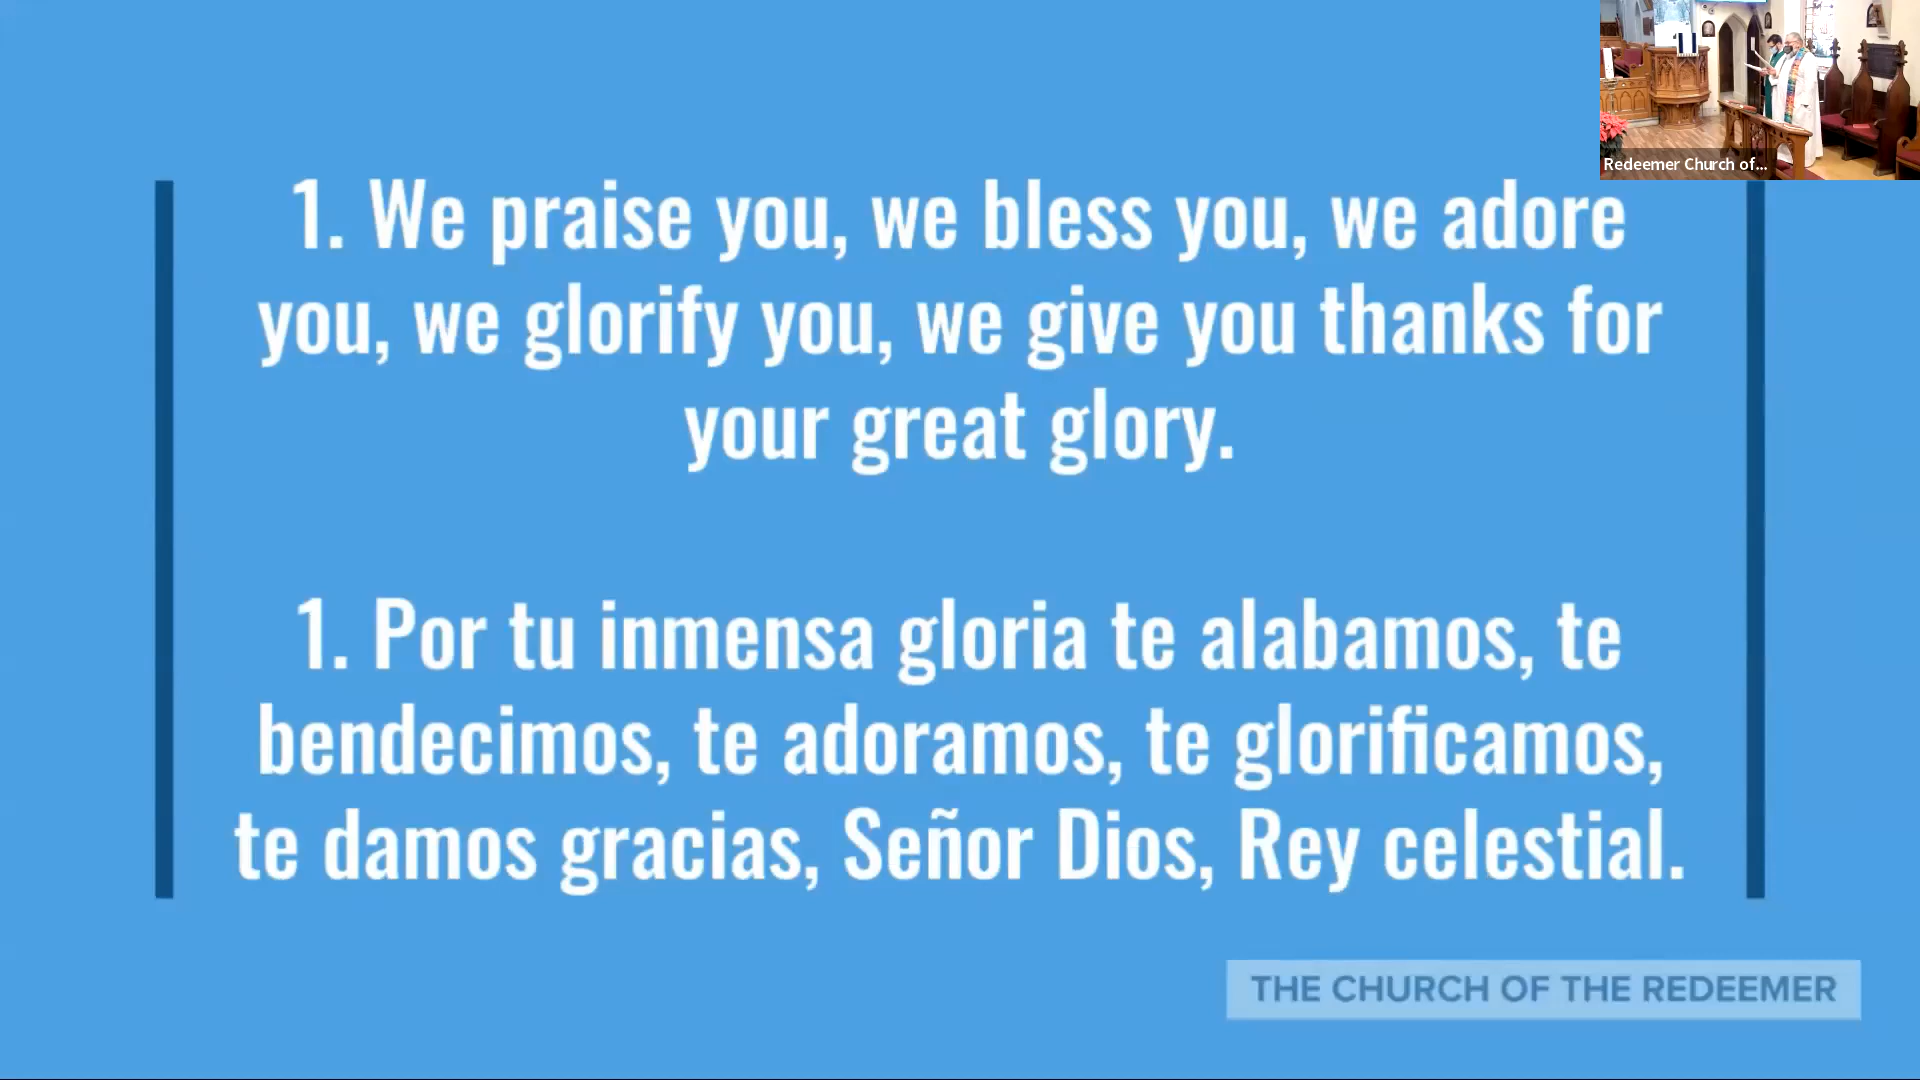 Redeemer Church of...
1. We praise you, we bless you, we adore
you, we glorify you, we give you thanks for
your great glory.
1. Por tu inmensa gloria te alabamos, te
bendecimos, te adoramos, te glorificamos,
te damos gracias, Señor Dios, Rey celestial.
THE CHURCH OF THE REDEEMER